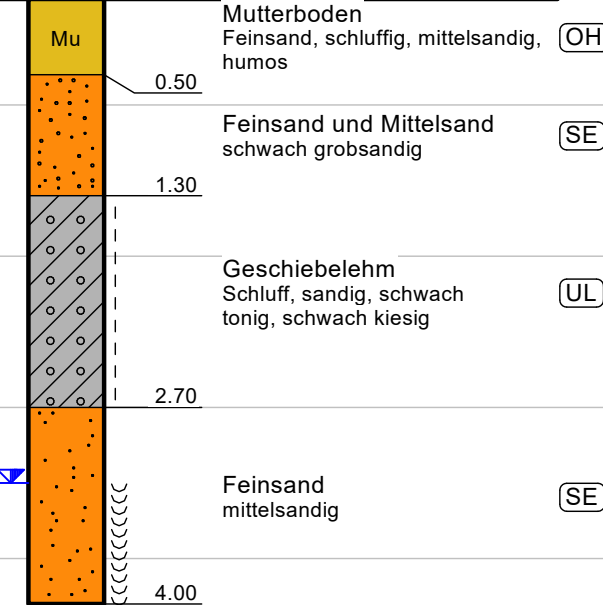 Mutterboden
Mu
Feinsand, schluffig, mittelsandig,
OH
humos
0.50
Feinsand und Mittelsand
SE
schwach grobsandig
1.30
Geschiebelehm
Schluff, sandig, schwach
UL
tonig, schwach kiesig
2.70
Feinsand
SE
mittelsandig
4.00